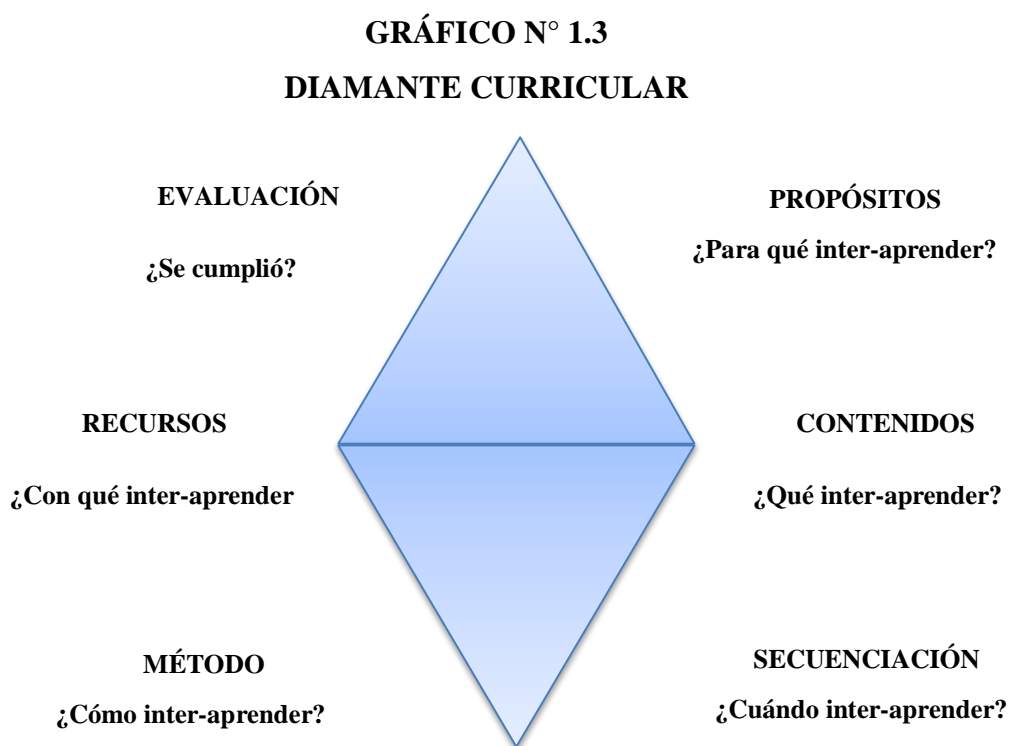 GRÁFICO N° 1.3
DIAMANTE CURRICULAR
EVALUACIÓN
¿Se cumplió?
PROPÓSITOS
¿Para qué inter-aprender?
RECURSOS
¿Con qué inter-aprender
CONTENIDOS
¿Qué inter-aprender?
MÉTODO
¿Cómo inter-aprender?
SECUENCIACIÓN
¿Cuándo inter-aprender?